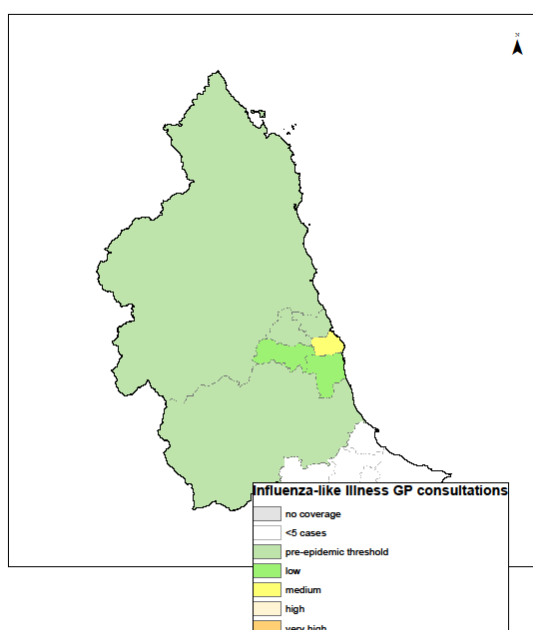 Influenza-like Illness GP consultations
no coverage
<5 cases
pre-epidemic threshold
low
medium
high
very high